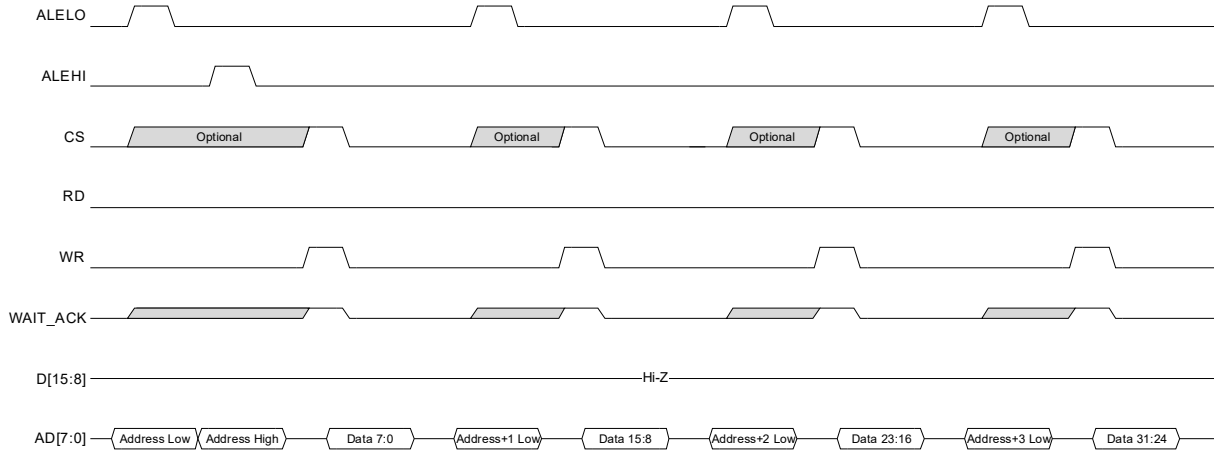 ALELO
ALEHI
CS Optional Optional Optional Optional
RD
WR
WAIT_ACK
D[15:8] Hi-Z
AD[7:0] Address Low Address High Data 7:0 Address+1 Low Data 15:8 Address+2 Low Data 23:16 Address+3 Low Data 31:24